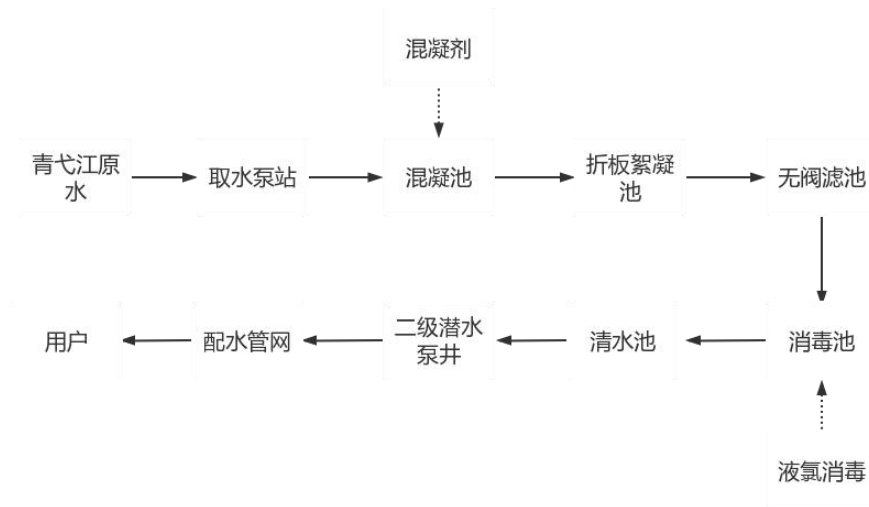 混凝剂
青弋江原
水
取水泵站
混凝池
折板絮凝
池
无阀滤池
用户
配水管网
二级潜水
泵井
清水池
消毒池
液氯消毒